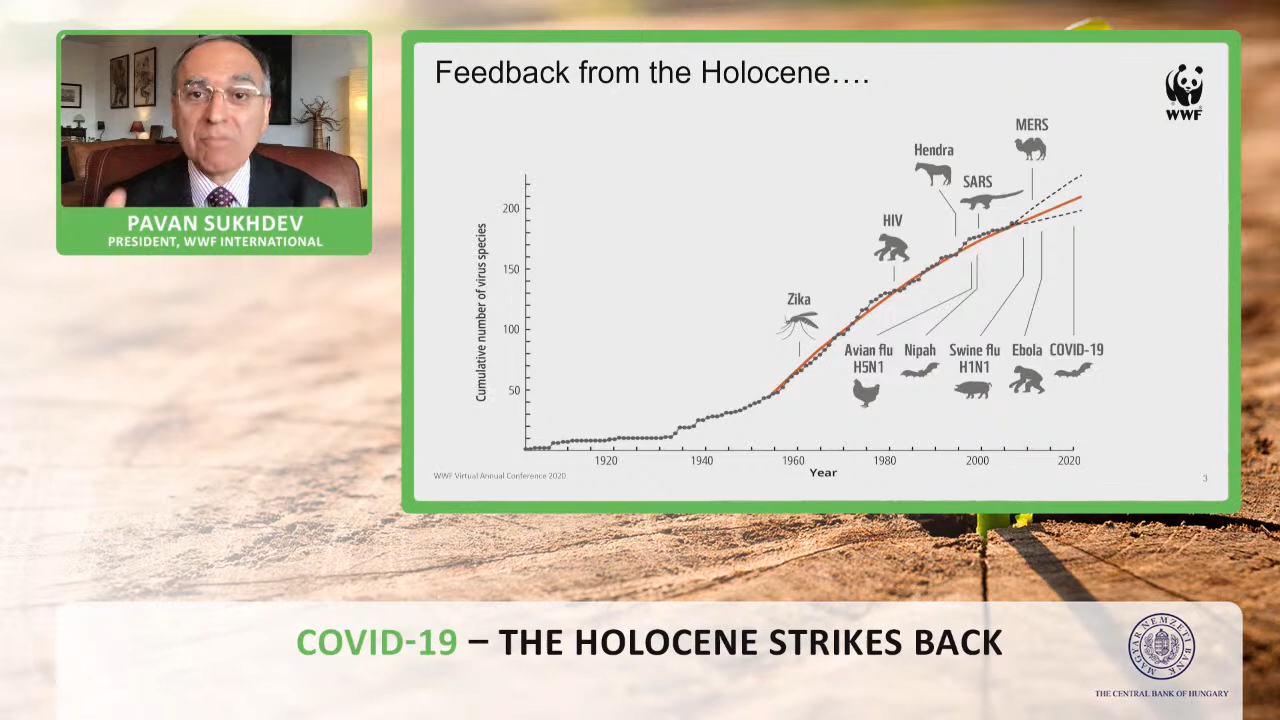 PAVAN SUKHDEV
PRESIDENT, WWF INTERNATIONAL
Feedback from the Holocene....
WWF
MERS
Hendra
SARS
HIV
Zika
Cumulative number of virus species
200
150
100
50
Avian flu
H5N1
Nipah
Swine flu
H1N1
Ebola
COVID-19
1920
1940
1960
1980
2000
2020
Year
WWF Virtual Annual Conference 2020
3
COVID-19 – THE HOLOCENE STRIKES BACK
MAGYAR NEMZETI BANK
THE CENTRAL BANK OF HUNGARY